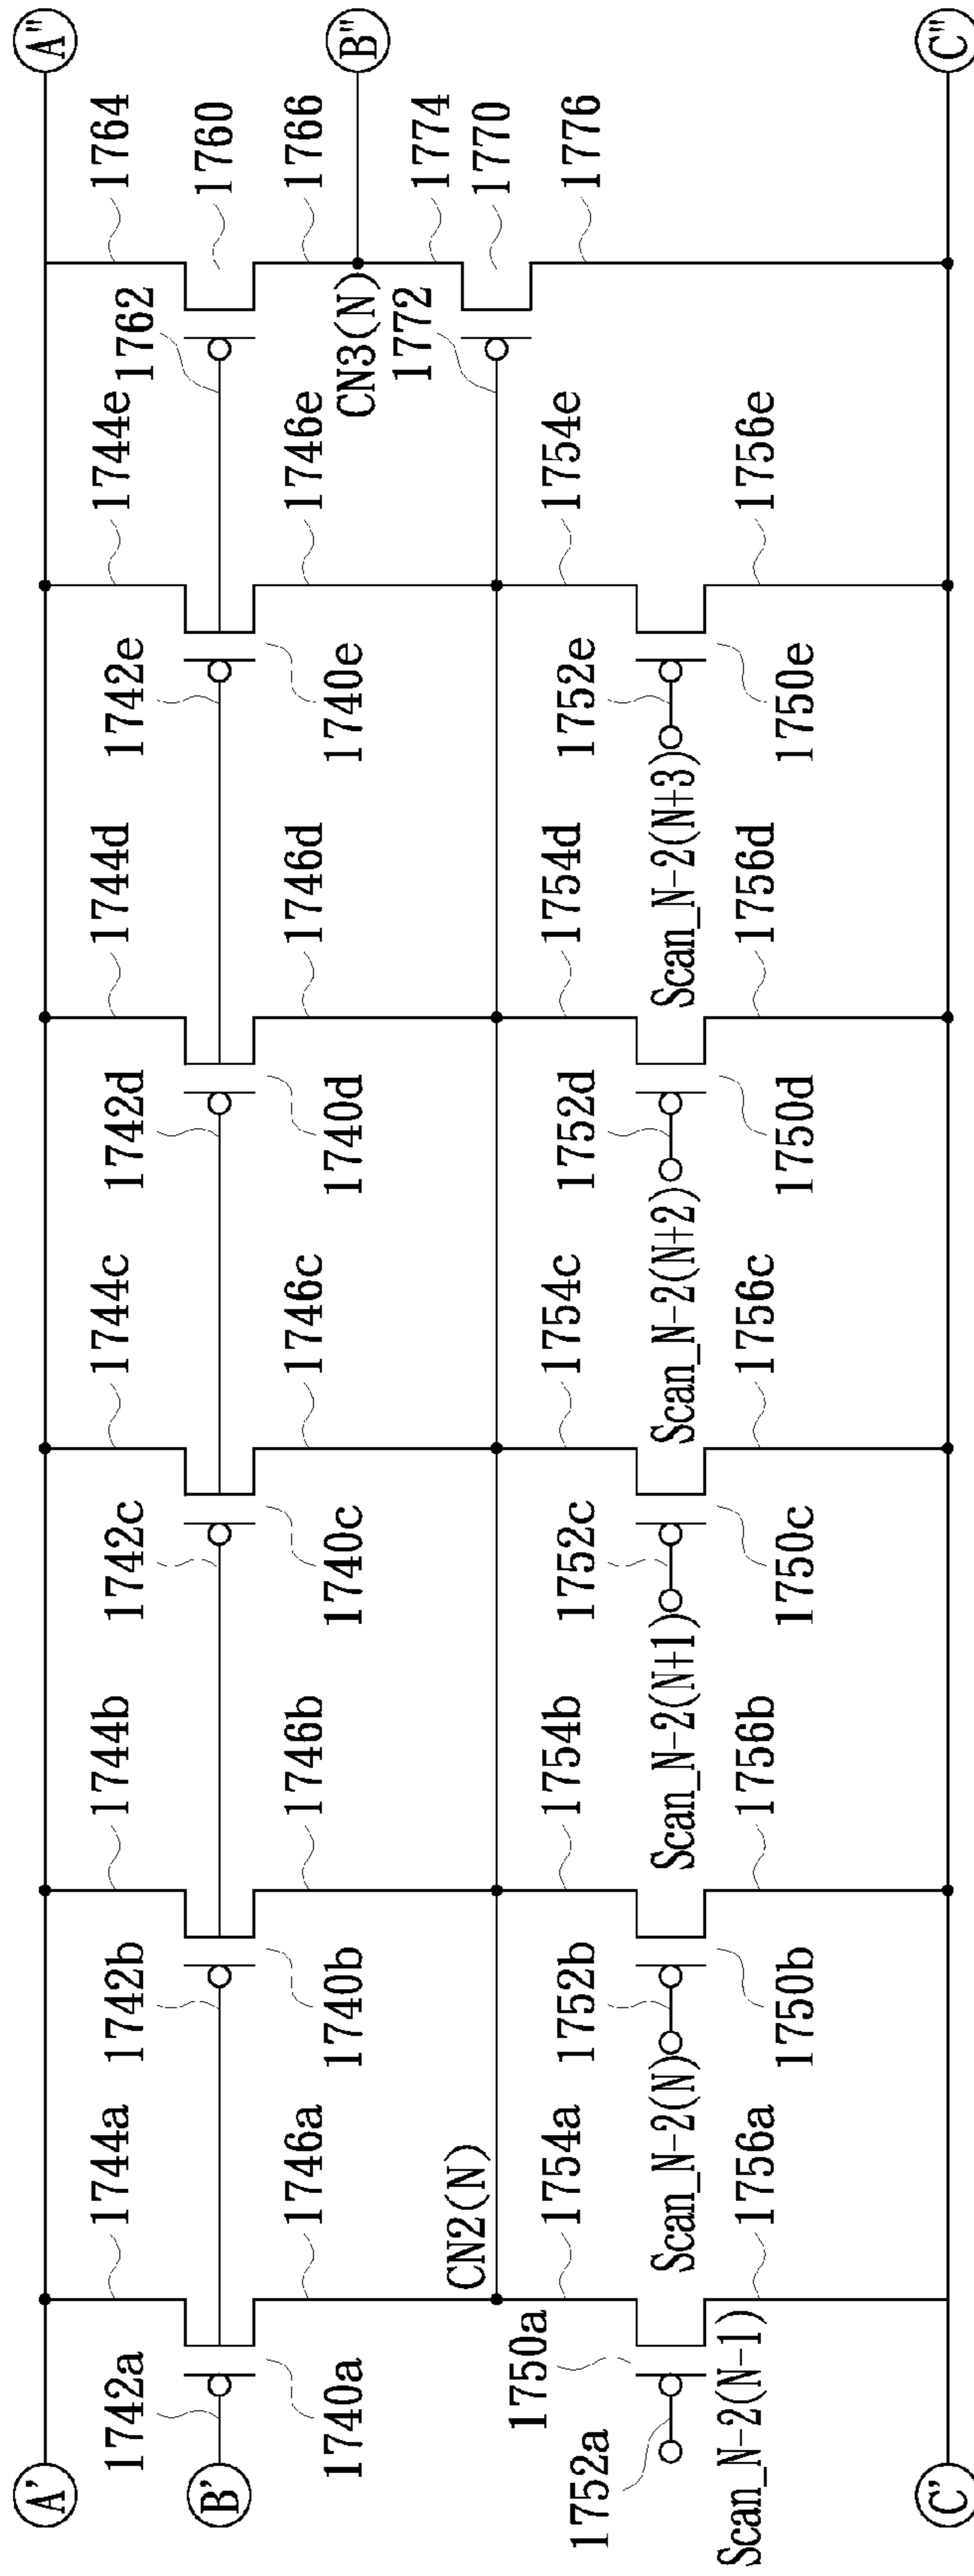 A'
A"
1744a
1744b
1744c
1744d
1744e
1764
1742a
1742b
1742c
1742d
1742e
1762
1760
B'
1740a
1740b
1740c
1740d
1740e
1746a
1746b
1746c
1746d
1746e
1766
B"
CN3(N)
1774
1772
1770
CN2(N)
1750a
1754a
1754b
1754c
1754d
1754e
1776
1752a
1752b
1752c
1752d
1752e
Scan_N-2(N-1)
Scan_N-2(N)
Scan_N-2(N+1)
Scan_N-2(N+2)
Scan_N-2(N+3)
1756a
1756b
1756c
1756d
1756e
1750b
1750c
1750d
1750e
C'
C"